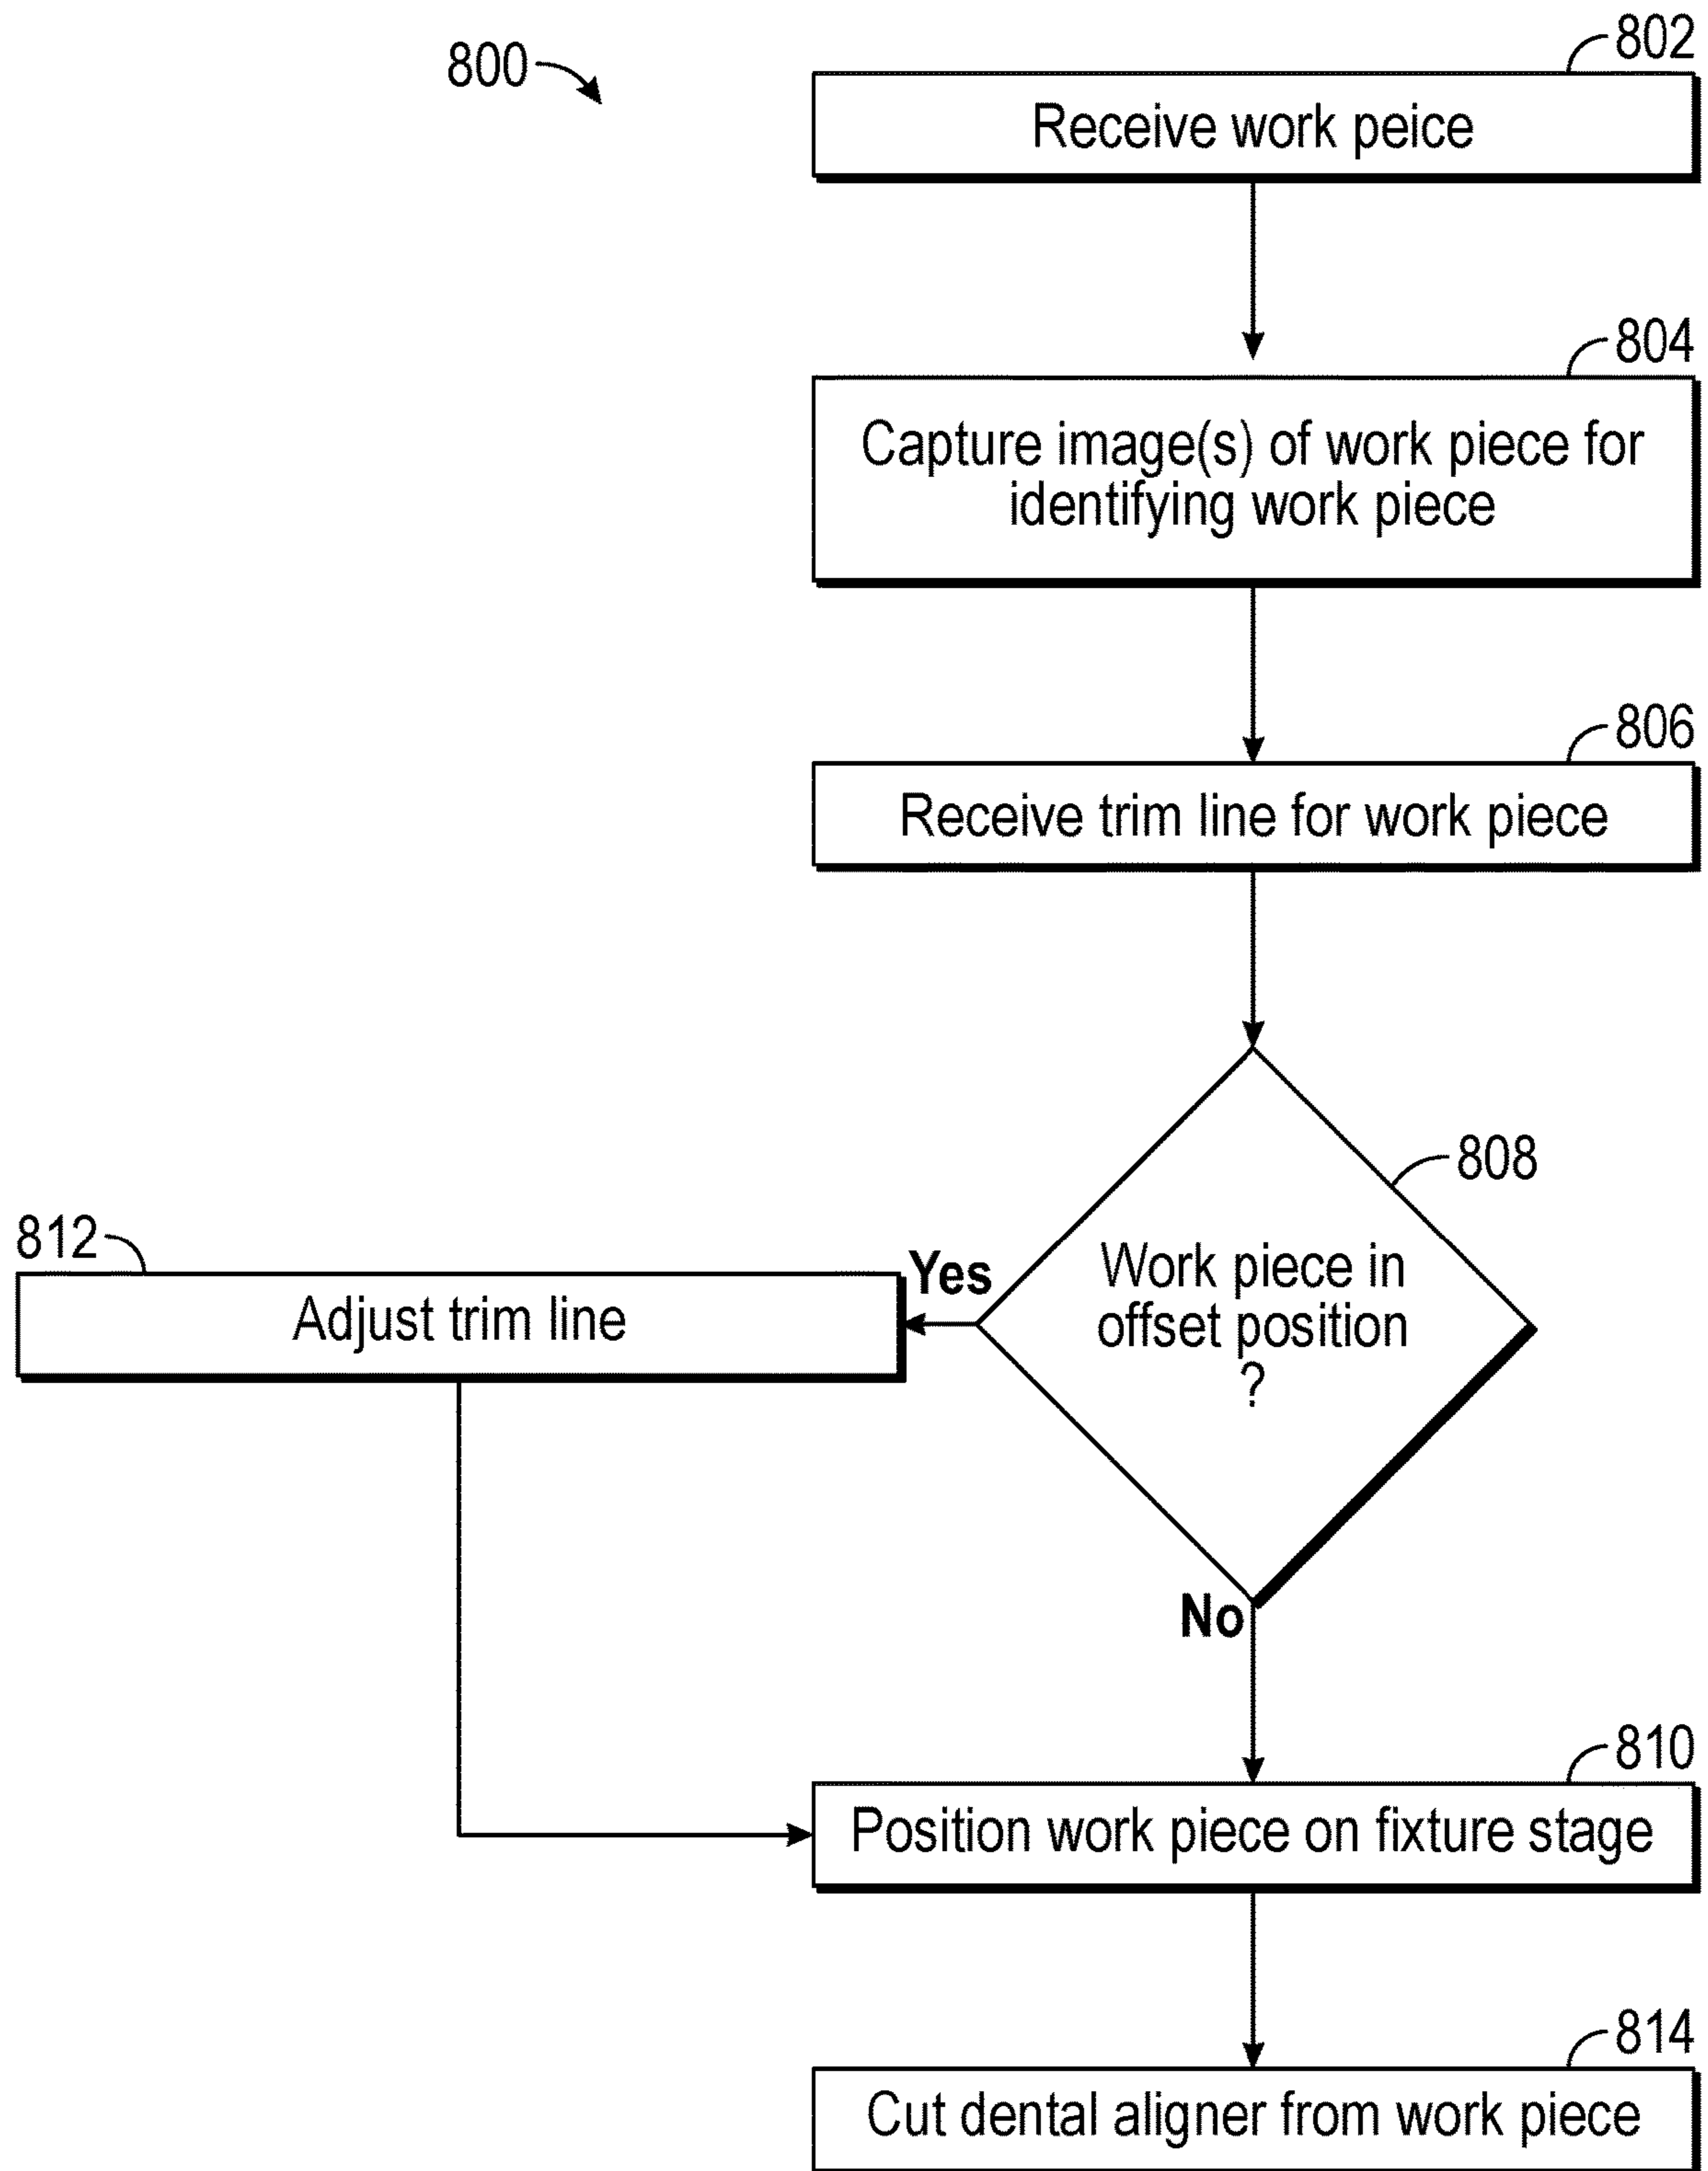 800
802
Receive work peice
804
Capture image(s) of work piece for
identifying work piece
806
Receive trim line for work piece
808
Work piece in
offset position
?
Yes
812
Adjust trim line
No
810
Position work piece on fixture stage
814
Cut dental aligner from work piece